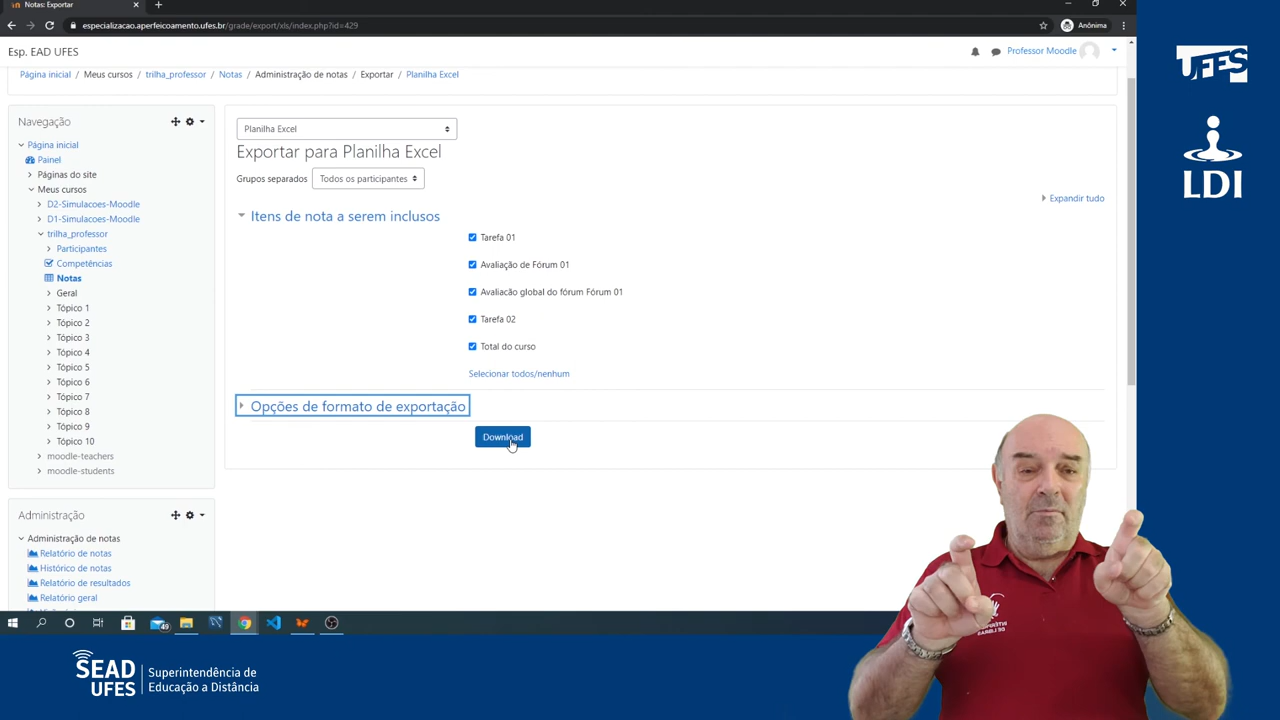 Notas: Exportar
especializacao.aperfeicoamento.ufes.br/grade/export/xls/index.php?id=429
Anônima
Esp. EAD UFES
Professor Moodle
Página inicial / Meus cursos / trilha_professor / Notas / Administração de notas / Exportar / Planilha Excel
Navegação
Página inicial
Painel
Páginas do site
Meus cursos
D2-Simulacoes-Moodle
D1-Simulacoes-Moodle
trilha_professor
Participantes
Competências
Notas
Geral
Tópico 1
Tópico 2
Tópico 3
Tópico 4
Tópico 5
Tópico 6
Tópico 7
Tópico 8
Tópico 9
Tópico 10
moodle-teachers
moodle-students
Administração
Administração de notas
Relatório de notas
Histórico de notas
Relatório de resultados
Relatório geral
Planilha Excel
Exportar para Planilha Excel
Grupos separados Todos os participantes
Expandir tudo
Itens de nota a serem inclusos
Tarefa 01
Avaliação de Fórum 01
Avaliacão global do fórum Fórum 01
Tarefa 02
Total do curso
Selecionar todos/nenhum
Opções de formato de exportação
Download
49
UFES
LDI
SEAD
UFES
Superintendência de
Educação a Distância